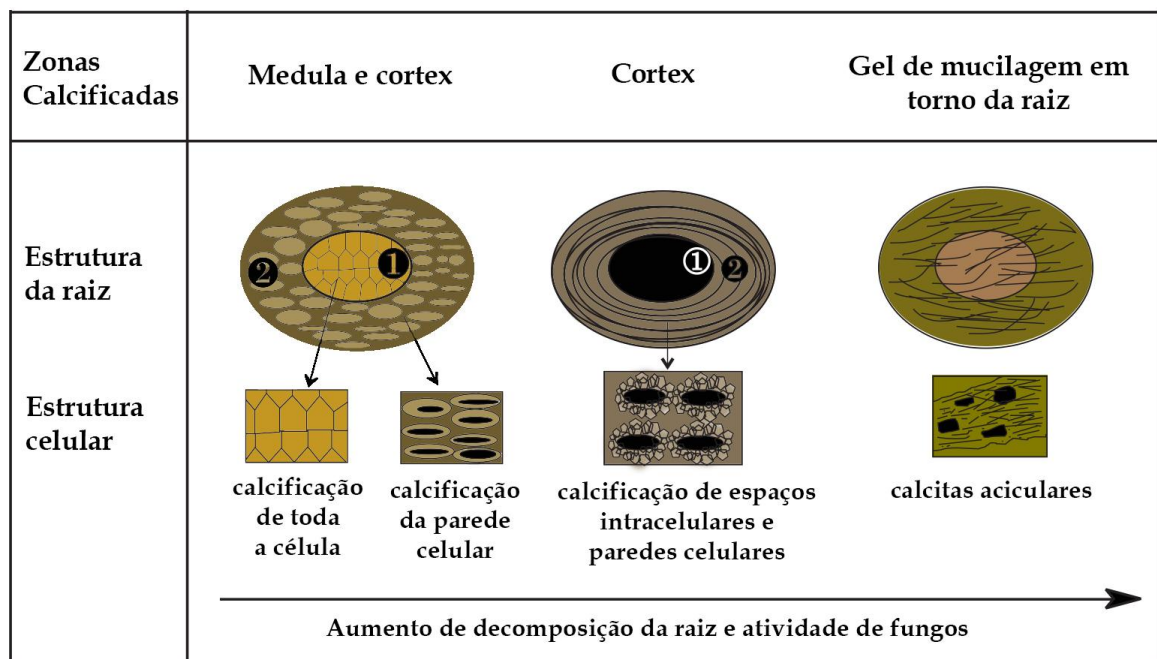 Zonas
Calcificadas
Medula e cortex
Cortex
Gel de mucilagem em
torno da raiz
Estrutura
da raiz
2
1
1
2
Estrutura
celular
calcificação
de toda
a célula
calcificação
da parede
celular
calcificação de espaços
intracelulares e
paredes celulares
calcitas aciculares
Aumento de decomposição da raiz e atividade de fungos